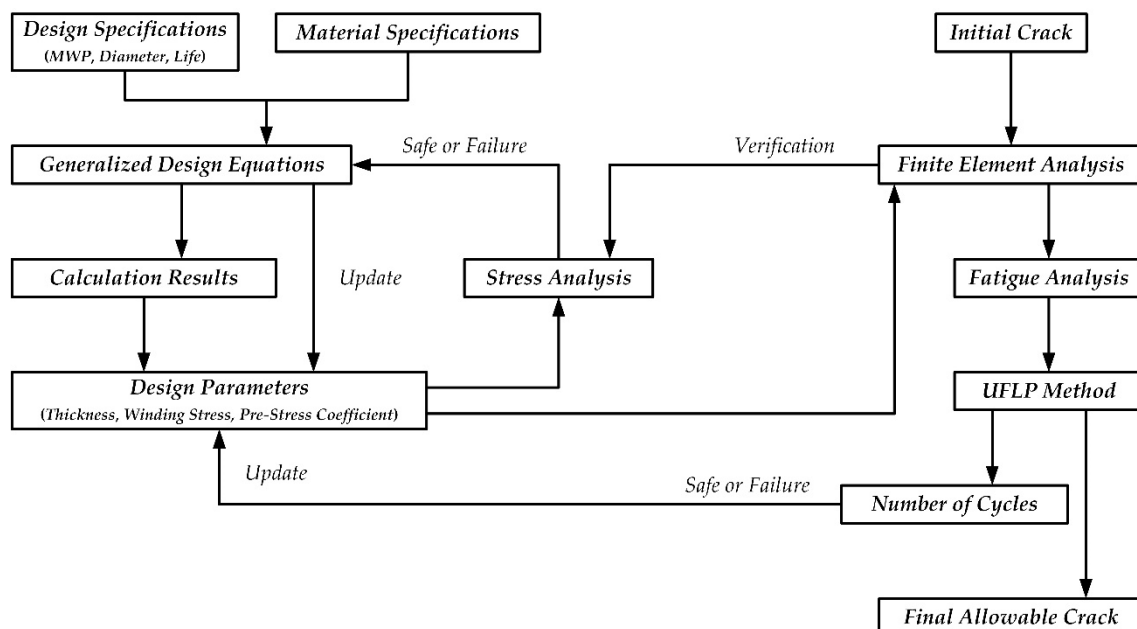 Design Specifications
(MWP, Diameter, Life)
Material Specifications
Initial Crack
Safe or Failure
Verification
Generalized Design Equations
Finite Element Analysis
Calculation Results
Update
Stress Analysis
Fatigue Analysis
Design Parameters
(Thickness, Winding Stress, Pre-Stress Coefficient)
UFLP Method
Update
Safe or Failure
Number of Cycles
Final Allowable Crack